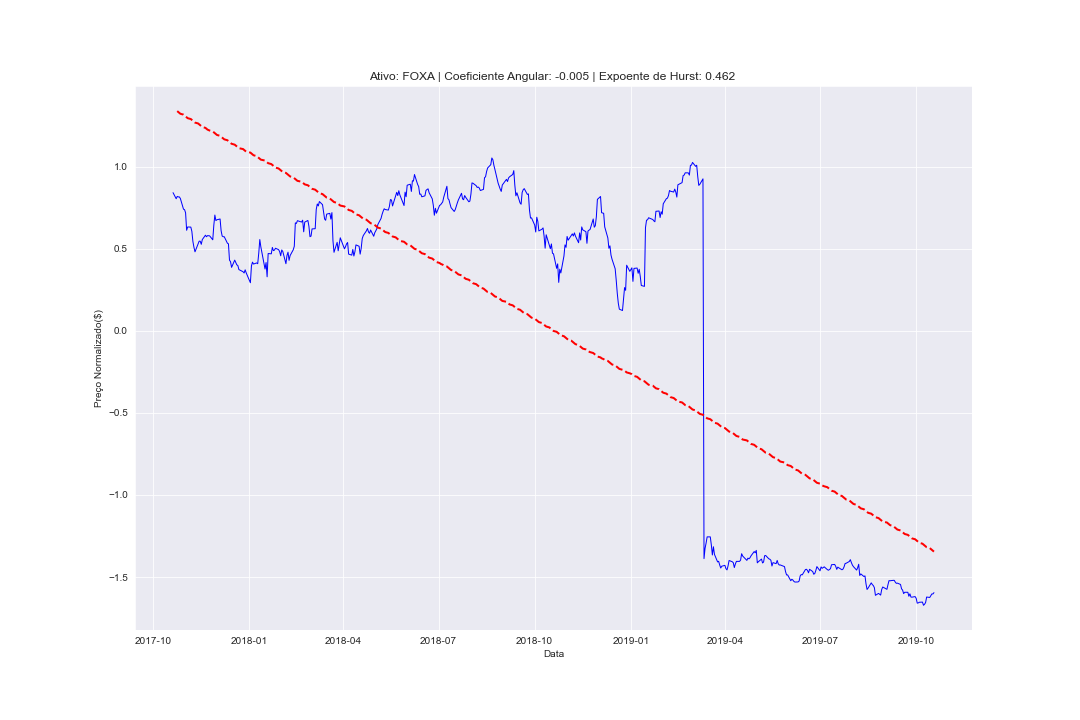 Ativo: FOXA | Coeficiente Angular: -0.005 | Expoente de Hurst: 0.462
1.0
0.5
0.0
−0.5
−1.0
−1.5
Preço Normalizado($)
2017-10 2018-01 2018-04 2018-07 2018-10 2019-01 2019-04 2019-07 2019-10
Data